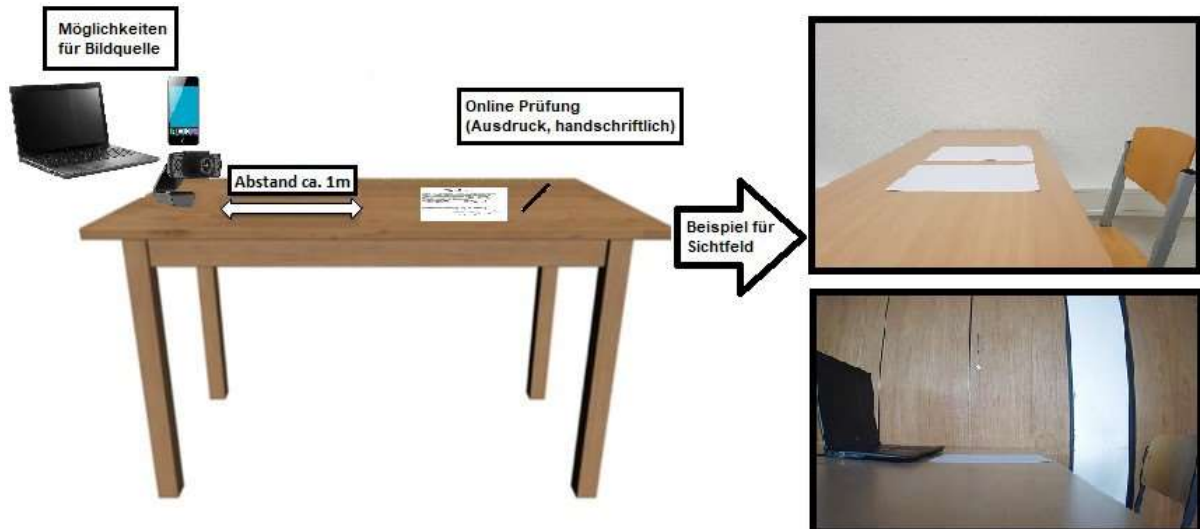 Möglichkeiten
für Bildquelle
Online Prüfung
(Ausdruck, handschriftlich)
Abstand ca. 1m
Beispiel für
Sichtfeld